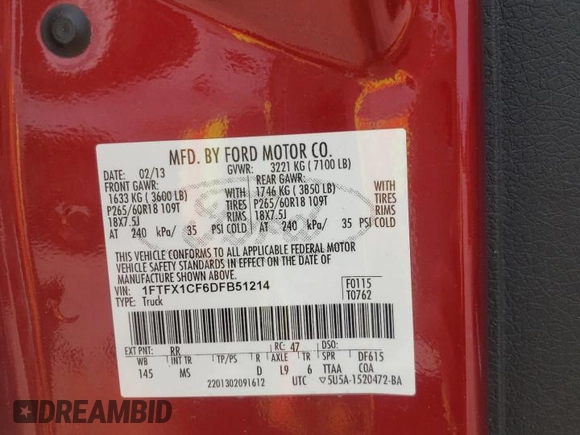 MFD. BY FORD MOTOR CO.
DATE: 02/13 GVWR: 3221 KG ( 7100 LB)
FRONT GAWR: REAR GAWR:
1633 KG ( 3600 LB) WITH 1746 KG ( 3850 LB) WITH
P265/60R18 109T TIRES P265/60R18 109T TIRES
18X7.5J RIMS 18X7.5J RIMS
AT 240 kPa/ 35 PSI COLD AT 240 kPa/ 35 PSI COLD
THIS VEHICLE CONFORMS TO ALL APPLICABLE FEDERAL MOTOR
VEHICLE SAFETY STANDARDS IN EFFECT ON THE DATE OF
MANUFACTURE SHOWN ABOVE.
VIN: 1FTFX1CF6DFB51214 F0115
TYPE: Truck T0762
EXT PNT: RR RC: 47 DSO:
WB INT TR TP/PS R AXLE TR SPR DF615
145 MS D L9 6 TTAA COA
2201302091612 UTC 5U5A-1520472-BA
A SURE.BID
A SURE.BID